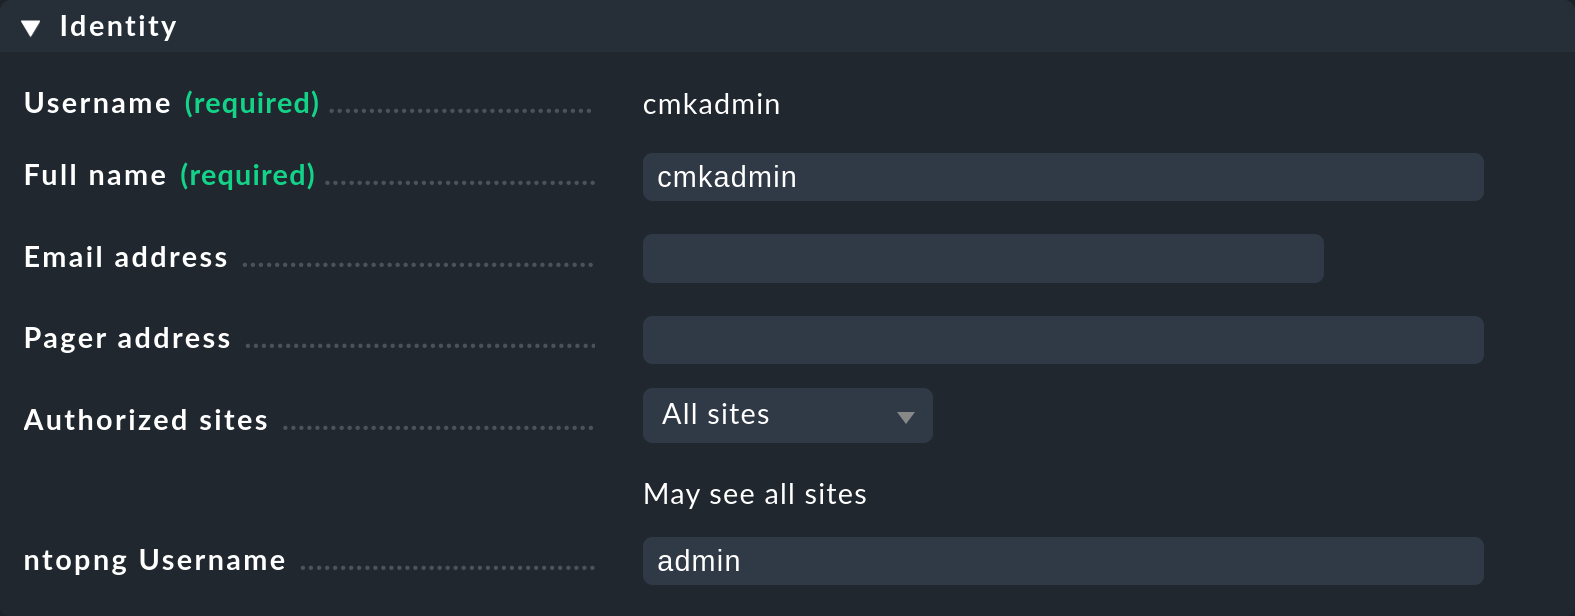 Identity
Username (required) cmkadmin
Full name (required) cmkadmin
Email address
Pager address
Authorized sites All sites
May see all sites
ntopng Username admin